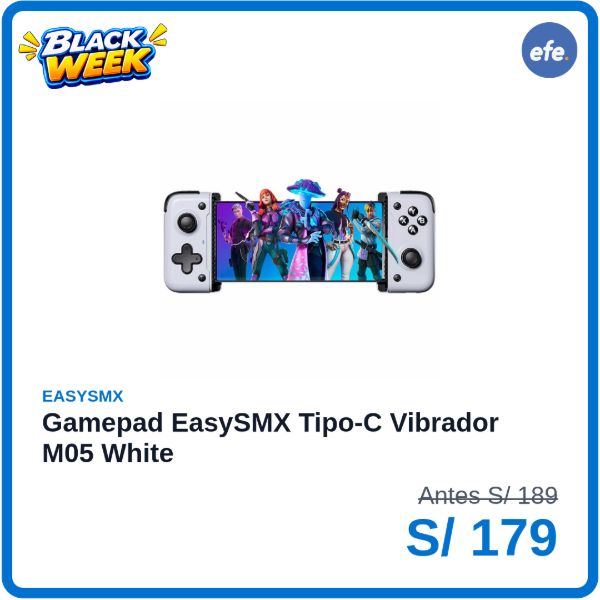 BLACK
WEEK
efe.
EASYSMX
Gamepad EasySMX Tipo-C Vibrador
M05 White
Antes S/ 189
S/ 179